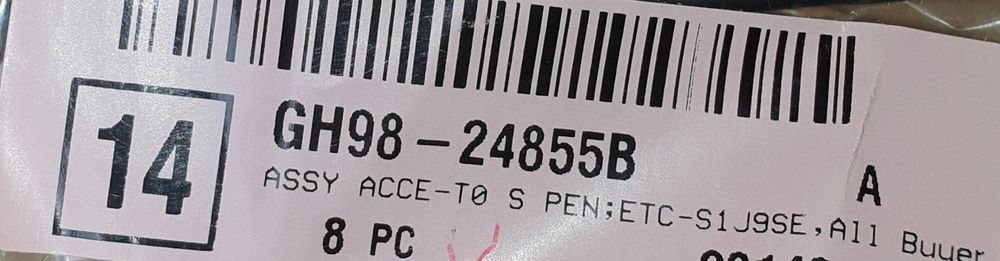 14
GH98-24855B
A
ASSY ACCE-T0 S PEN;ETC-S1J9SE,All Buyer
8 PC